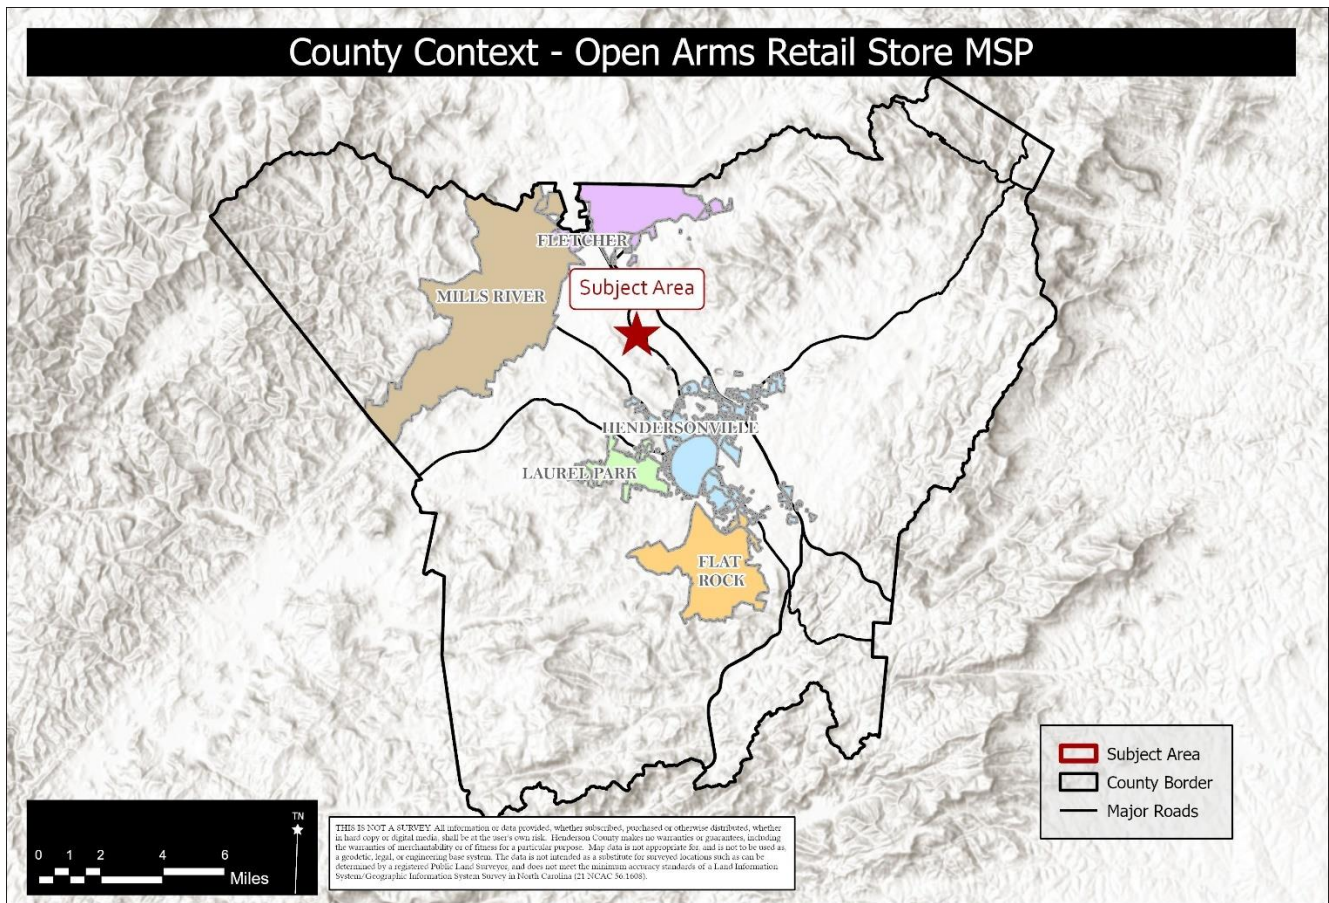 County Context - Open Arms Retail Store MSP
FLETCHER
Subject Area
MILLS RIVER
HENDERSONVILLE
LAUREL PARK
FLAT
ROCK
Subject Area
County Border
Major Roads
TN
0 1 2 4 6
Miles
THIS IS NOT A SURVEY. All information or data provided, whether subscribed, purchased or otherwise distributed, whether
in hard copy or digital media, shall be at the user's own risk. Henderson County makes no warranties or guarantees, including
the warranties of merchantability or of fitness for a particular purpose. Map data is not appropriate for, and is not to be used as
a geodetic, legal, or engineering base system. The data is not intended as a substitute for surveyed locations such as can be
determined by a registered Public Land Surveyor, and does not meet the minimum accuracy standards of a Land Information
System/Geographic Information System Survey in North Carolina (21 NCAC 56.1608).